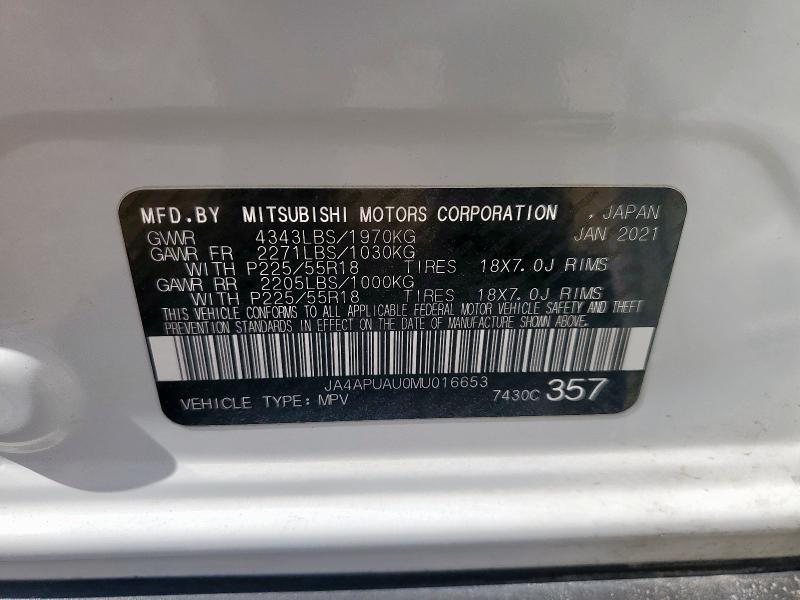 MFD.BY MITSUBISHI MOTORS CORPORATION , JAPAN
GVWR 4343LBS/1970KG JAN 2021
GAWR FR 2271LBS/1030KG
WITH P225/55R18 TIRES 18X7.0J RIMS
GAWR RR 2205LBS/1000KG
WITH P225/55R18 TIRES 18X7.0J RIMS
THIS VEHICLE CONFORMS TO ALL APPLICABLE FEDERAL MOTOR VEHICLE SAFETY AND THEFT
PREVENTION STANDARDS IN EFFECT ON THE DATE OF MANUFACTURE SHOWN ABOVE.
JA4APUAU0MU016653
VEHICLE TYPE: MPV 7430C 357